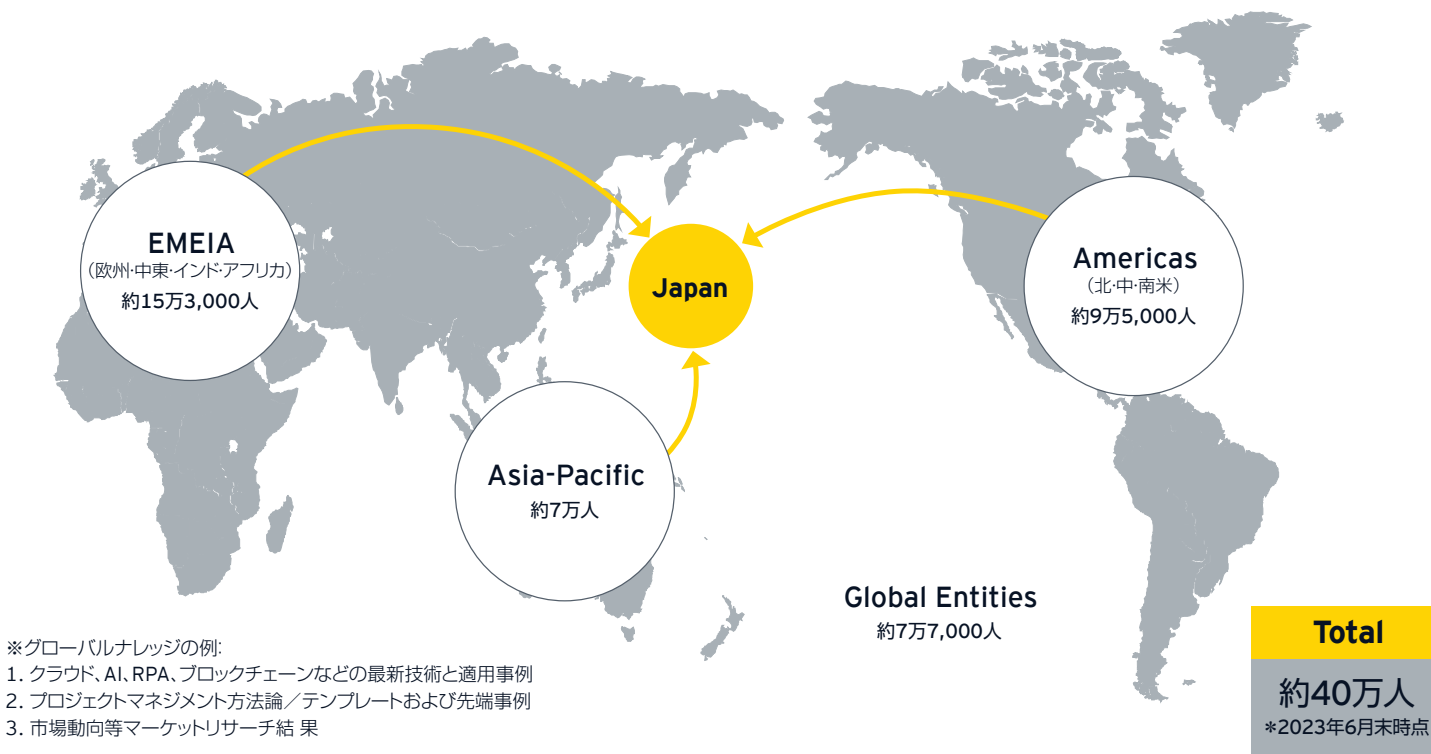 EMEIA
（欧州・中東・インド・アフリカ）
約15万3,000人
Japan
Americas
（北・中・南米）
約9万5,000人
Asia-Pacific
約7万人
Global Entities
約7万7,000人
※グローバルナレッジの例:
1. クラウド、AI、RPA、ブロックチェーンなどの最新技術と適用事例
2. プロジェクトマネジメント方法論／テンプレートおよび先端事例
3. 市場動向等マーケットリサーチ結 果
Total
約40万人
*2023年6月末時点